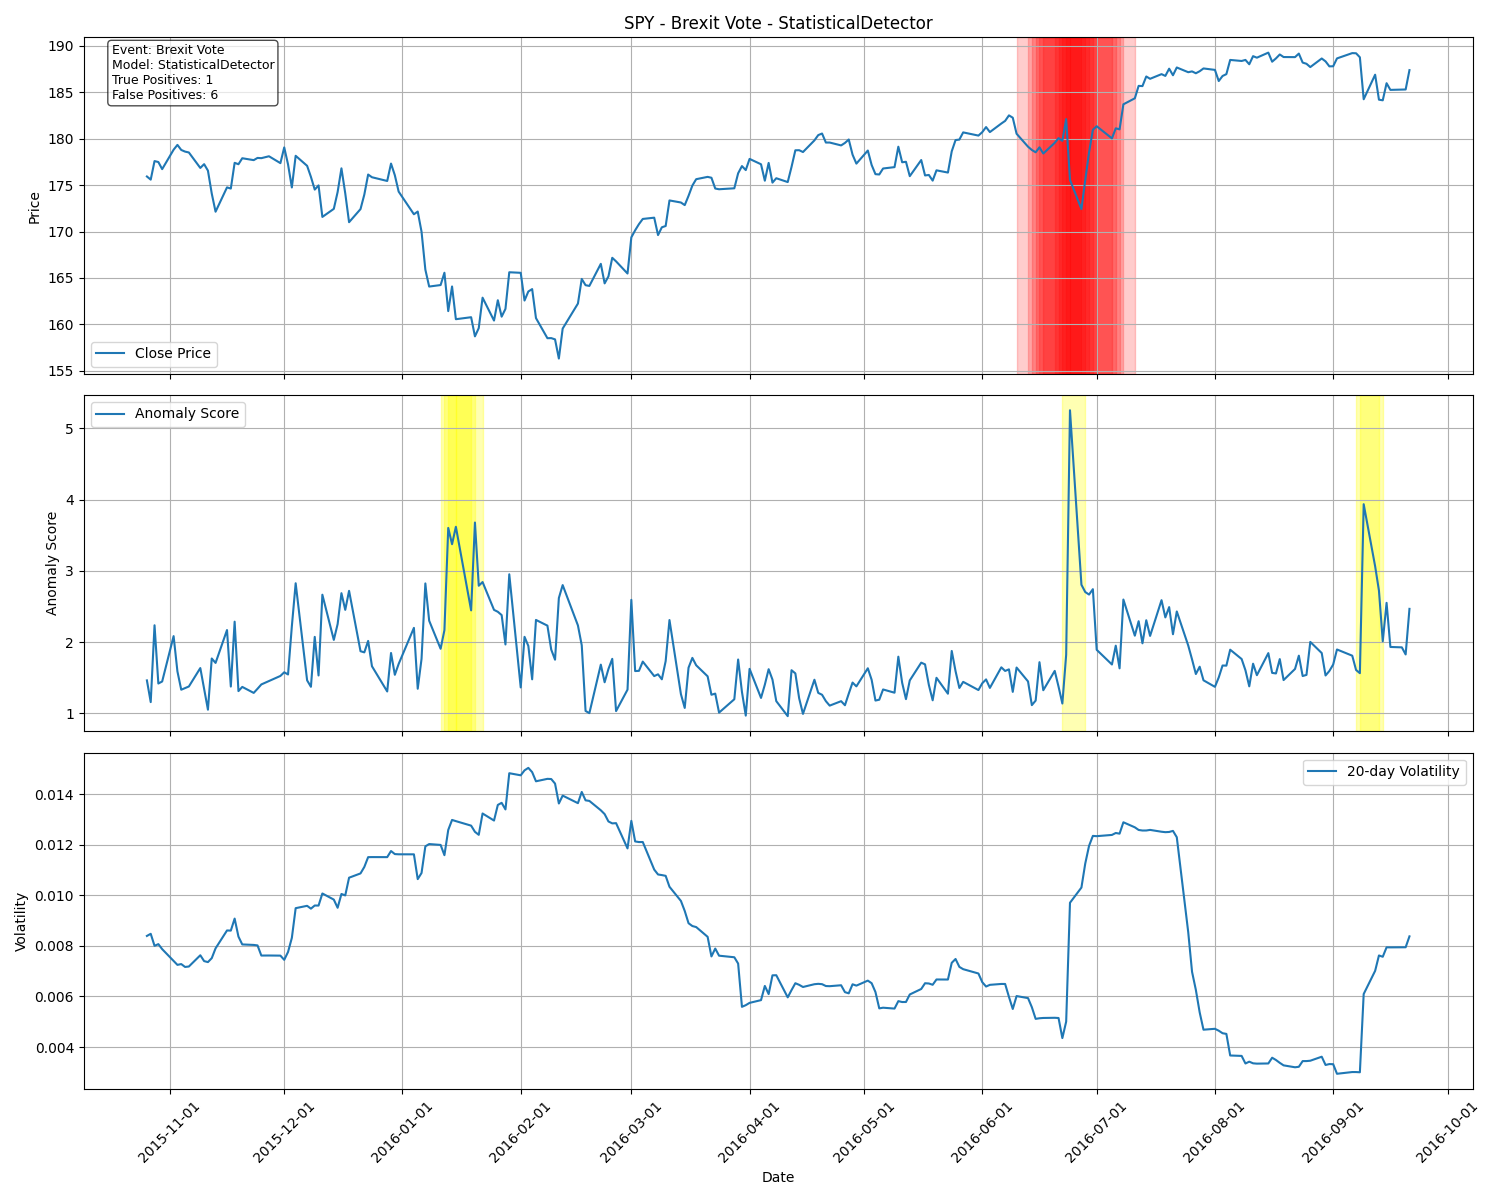 SPY - Brexit Vote - StatisticalDetector
Event: Brexit Vote
Model: StatisticalDetector
True Positives: 1
False Positives: 6
190
185
180
175
170
165
160
155
Price
Close Price
Anomaly Score
5
4
3
2
1
Anomaly Score
20-day Volatility
0.014
0.012
0.010
0.008
0.006
0.004
Volatility
2015-11-01
2015-12-01
2016-01-01
2016-02-01
2016-03-01
2016-04-01
2016-05-01
2016-06-01
2016-07-01
2016-08-01
2016-09-01
2016-10-01
Date